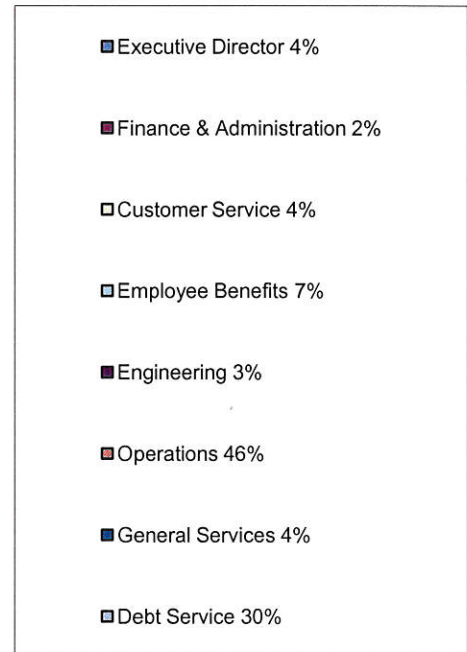 Executive Director 4%
Finance & Administration 2%
Customer Service 4%
Employee Benefits 7%
Engineering 3%
Operations 46%
General Services 4%
Debt Service 30%